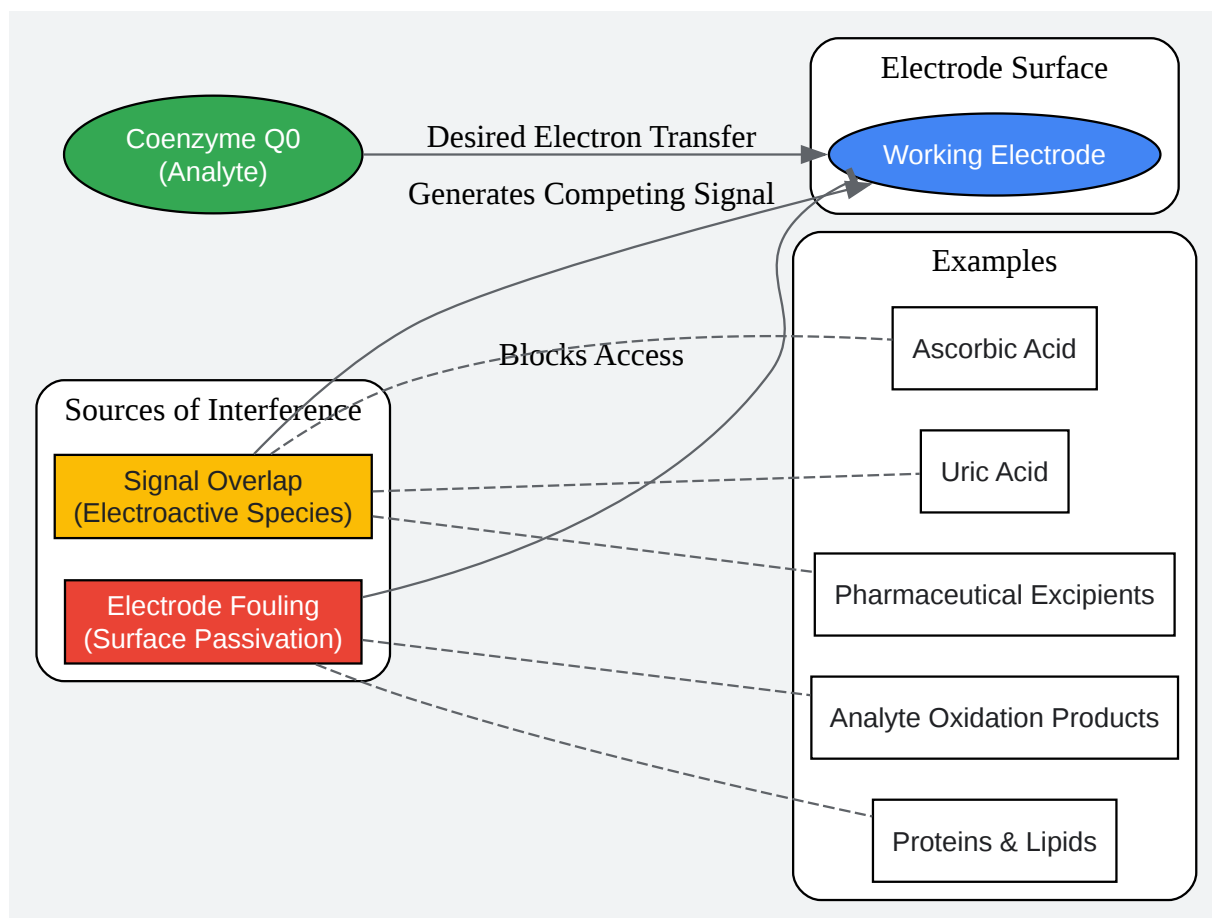 Electrode Surface
Coenzyme Q0
(Analyte)
Desired Electron Transfer
Working Electrode
Generates Competing Signal
Examples
Ascorbic Acid
Blocks Access
Sources of Interference
Signal Overlap
(Electroactive Species)
Uric Acid
Pharmaceutical Excipients
Electrode Fouling
(Surface Passivation)
Analyte Oxidation Products
Proteins & Lipids